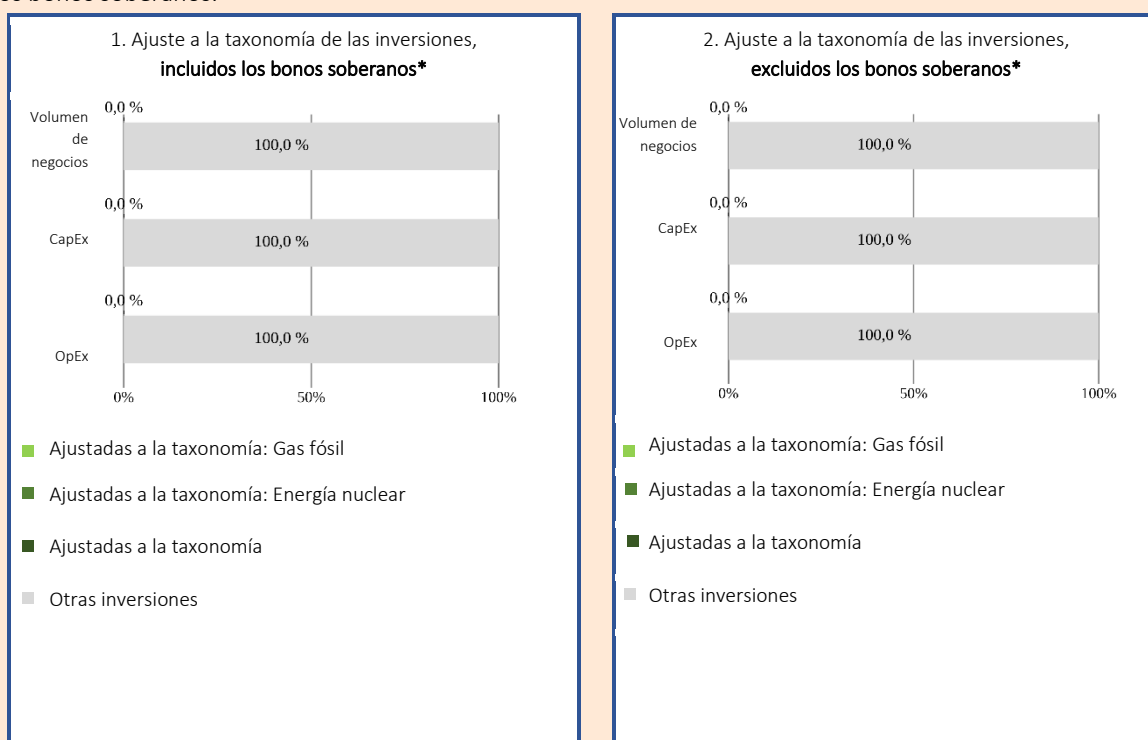 los bonos soberanos.
1. Ajuste a la taxonomía de las inversiones,
incluidos los bonos soberanos*
0,0 %
Volumen
de
negocios
100,0 %
0,0 %
CapEx
100,0 %
0,0 %
OpEx
100,0 %
0% 50% 100%
Ajustadas a la taxonomía: Gas fósil
Ajustadas a la taxonomía: Energía nuclear
Ajustadas a la taxonomía
Otras inversiones
2. Ajuste a la taxonomía de las inversiones,
excluidos los bonos soberanos*
0,0 %
Volumen de
negocios
100,0 %
0,0 %
CapEx
100,0 %
0,0 %
OpEx
100,0 %
0% 50% 100%
Ajustadas a la taxonomía: Gas fósil
Ajustadas a la taxonomía: Energía nuclear
Ajustadas a la taxonomía
Otras inversiones